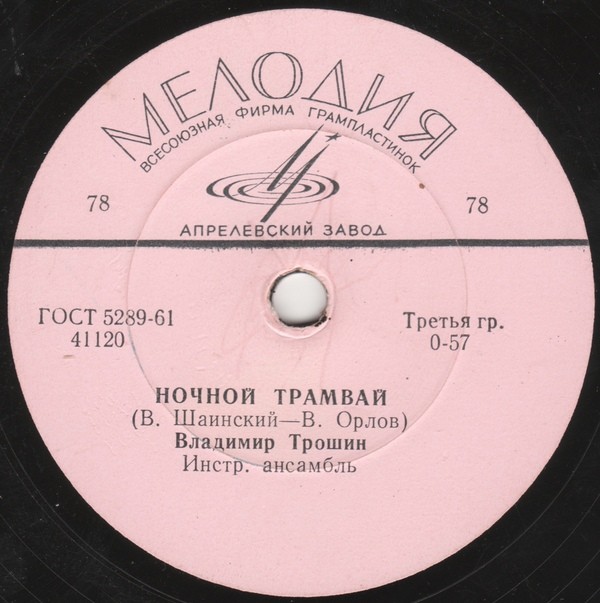 МЕЛОДИЯ
ВСЕСОЮЗНАЯ ФИРМА ГРАМПЛАСТИНОК
78
78
АПРЕЛЕВСКИЙ ЗАВОД
ГОСТ 5289-61
41120
Третья гр.
0-57
НОЧНОЙ ТРАМВАЙ
(В. Шаинский—В. Орлов)
Владимир Трошин
Инстр. ансамбль